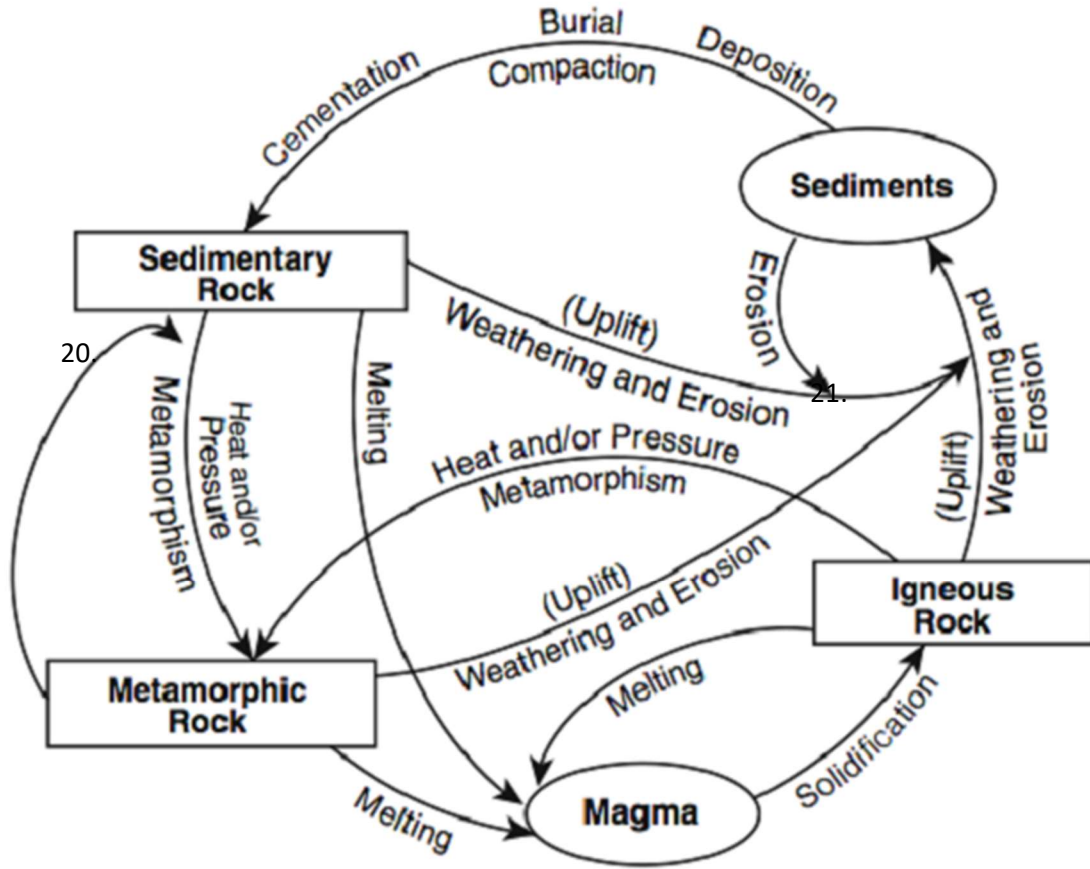 Burial
Deposition
Cementation
Compaction
Sediments
Sedimentary
Rock
Erosion
(Uplift)
Weathering and Erosion
Weathering and
Erosion
(Uplift)
20.
21.
Melting
Heat and/or
Pressure
Metamorphism
Heat and/or Pressure
Metamorphism
(Uplift)
Weathering and Erosion
Igneous
Rock
Metamorphic
Rock
Melting
Melting
Solidification
Magma